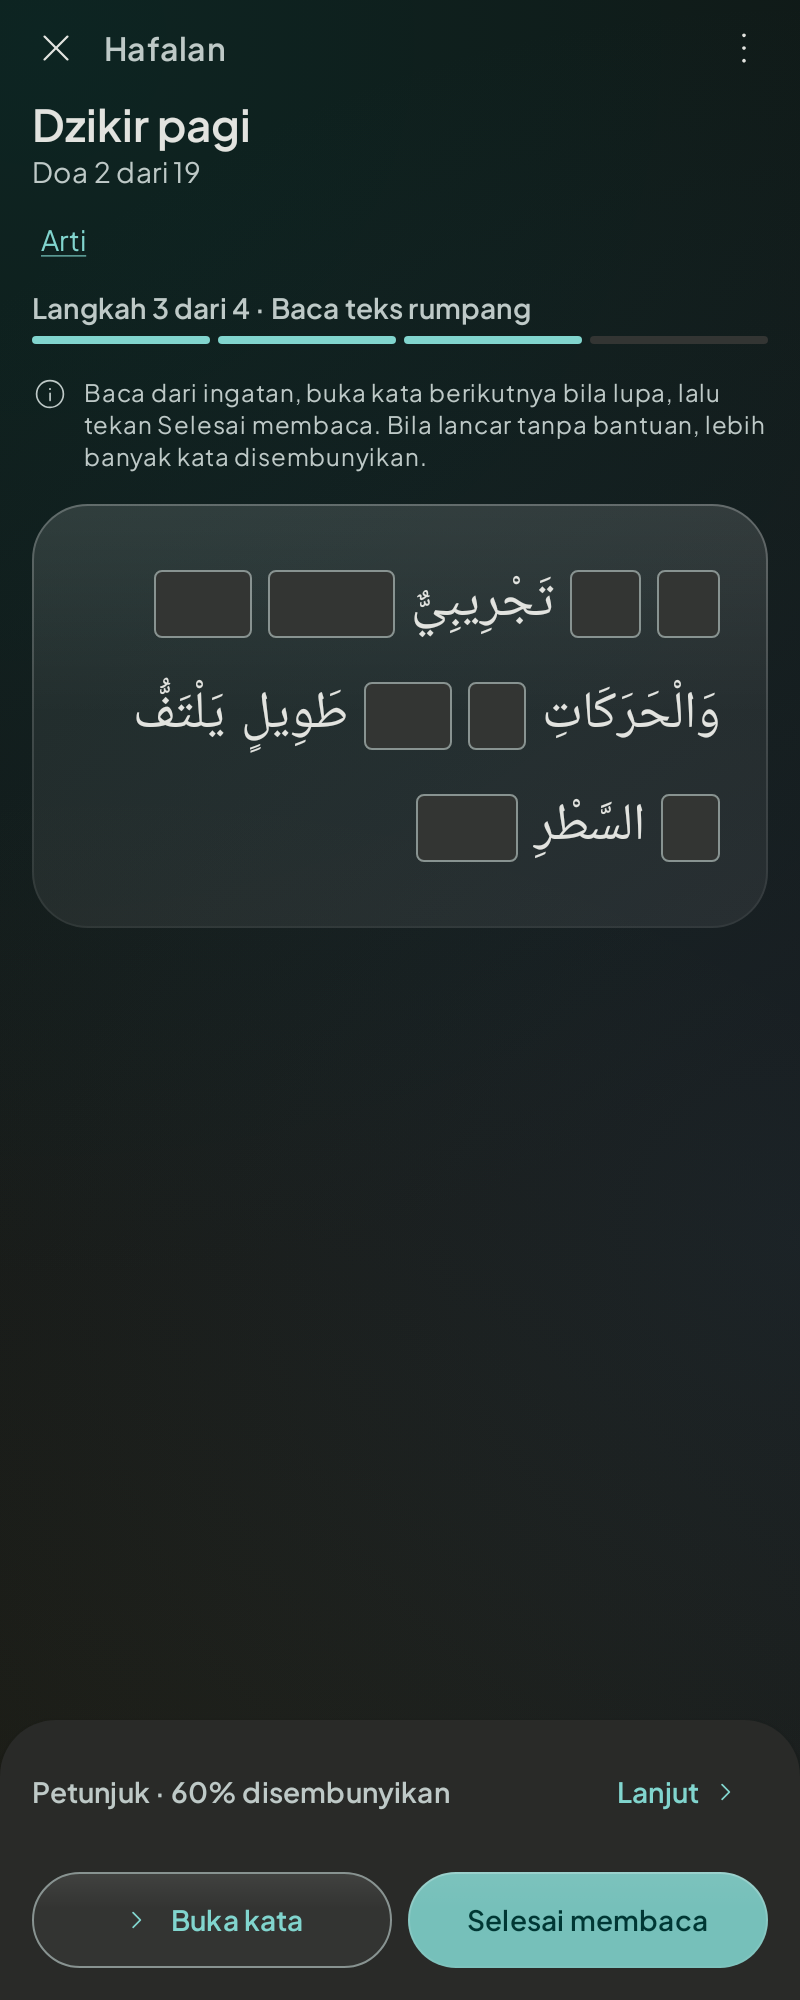 Hafalan
Dzikir pagi
Doa 2 dari 19
Arti
Langkah 3 dari 4 · Baca teks rumpang
Baca dari ingatan, buka kata berikutnya bila lupa, lalu
tekan Selesai membaca. Bila lancar tanpa bantuan, lebih
banyak kata disembunyikan.
تَجْرِيبِيٌّ
وَالْحَرَكَاتِ طَوِيلٍ يَلْتَفُّ
السَّطْرِ
Petunjuk · 60% disembunyikan
Lanjut
Buka kata
Selesai membaca